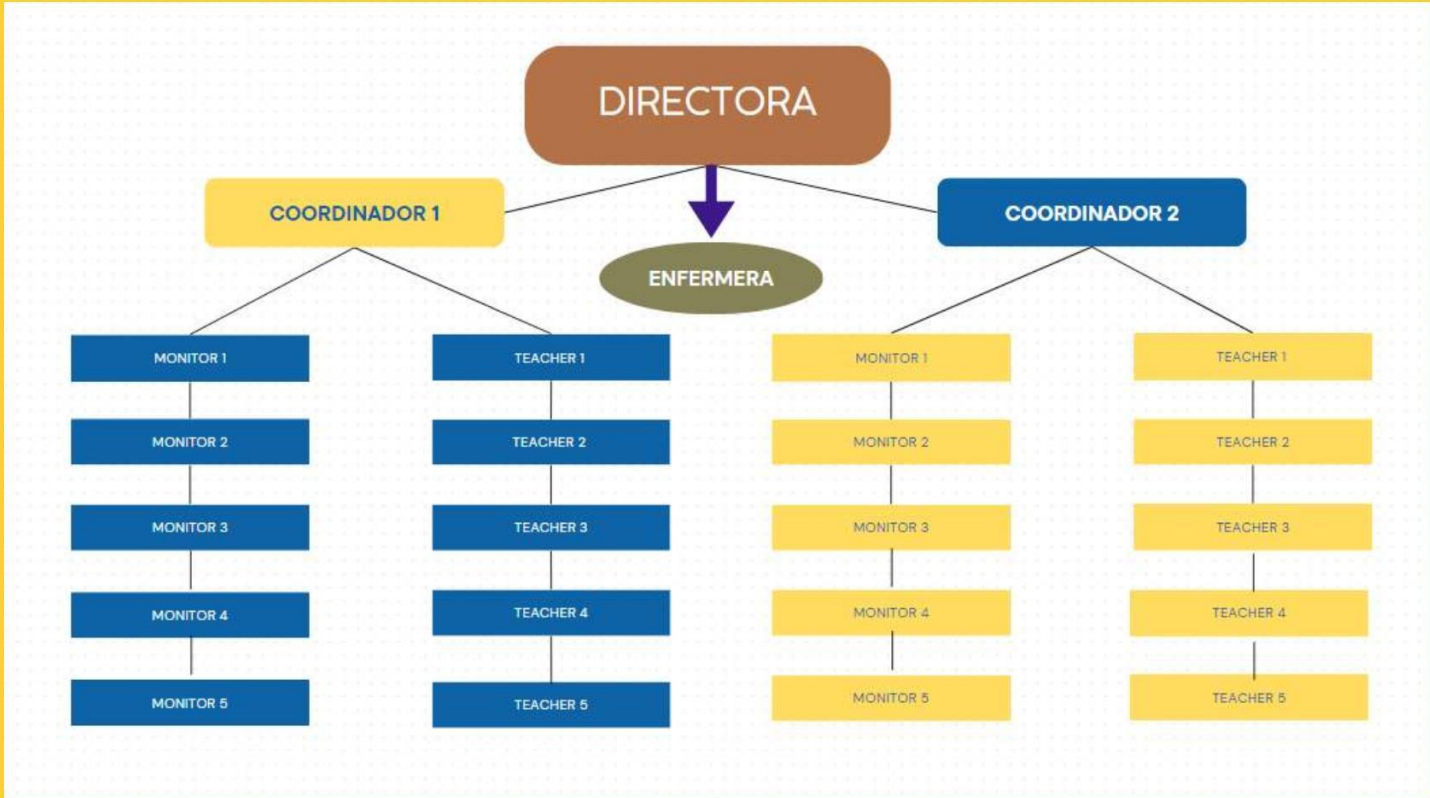 DIRECTORA
COORDINADOR 1
COORDINADOR 2
ENFERMERA
MONITOR 1
TEACHER 1
MONITOR 1
TEACHER 1
MONITOR 2
TEACHER 2
MONITOR 2
TEACHER 2
MONITOR 3
TEACHER 3
MONITOR 3
TEACHER 3
MONITOR 4
TEACHER 4
MONITOR 4
TEACHER 4
MONITOR 5
TEACHER 5
MONITOR 5
TEACHER 5